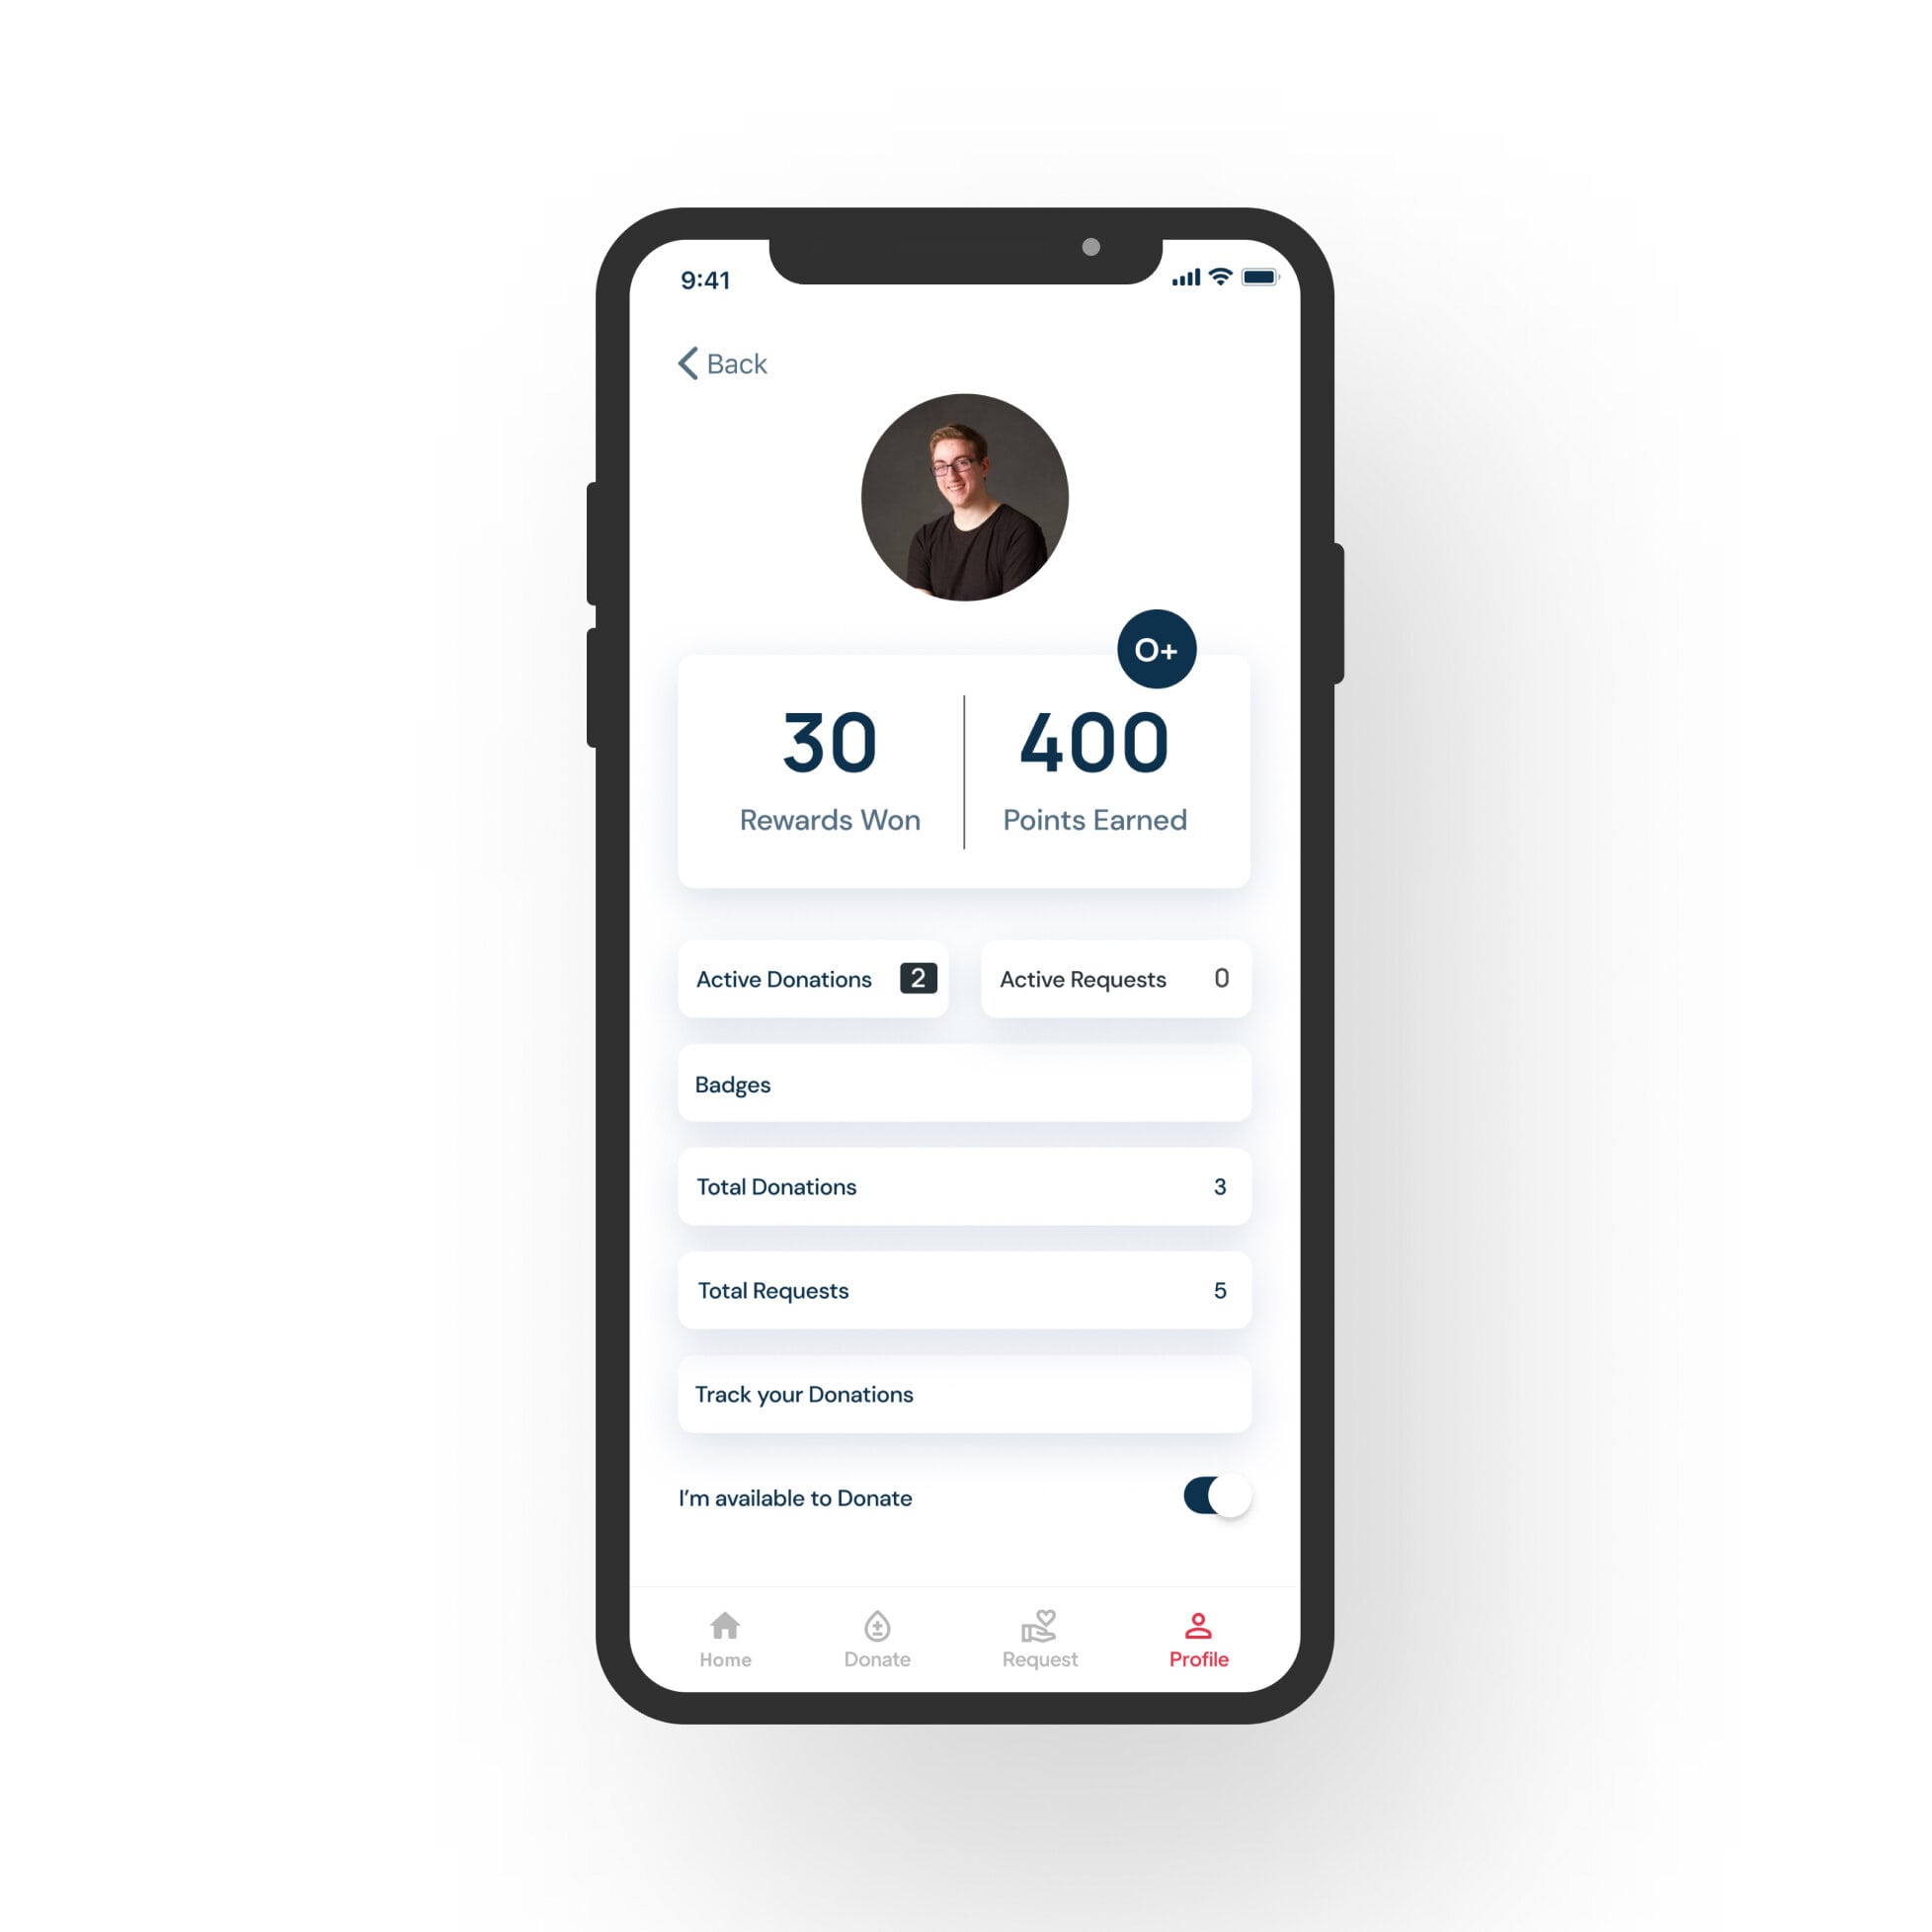 9:41
Back
O+
30
400
Rewards Won
Points Earned
Active Donations 2
Active Requests 0
Badges
Total Donations 3
Total Requests 5
Track your Donations
I’m available to Donate
Home
Donate
Request
Profile